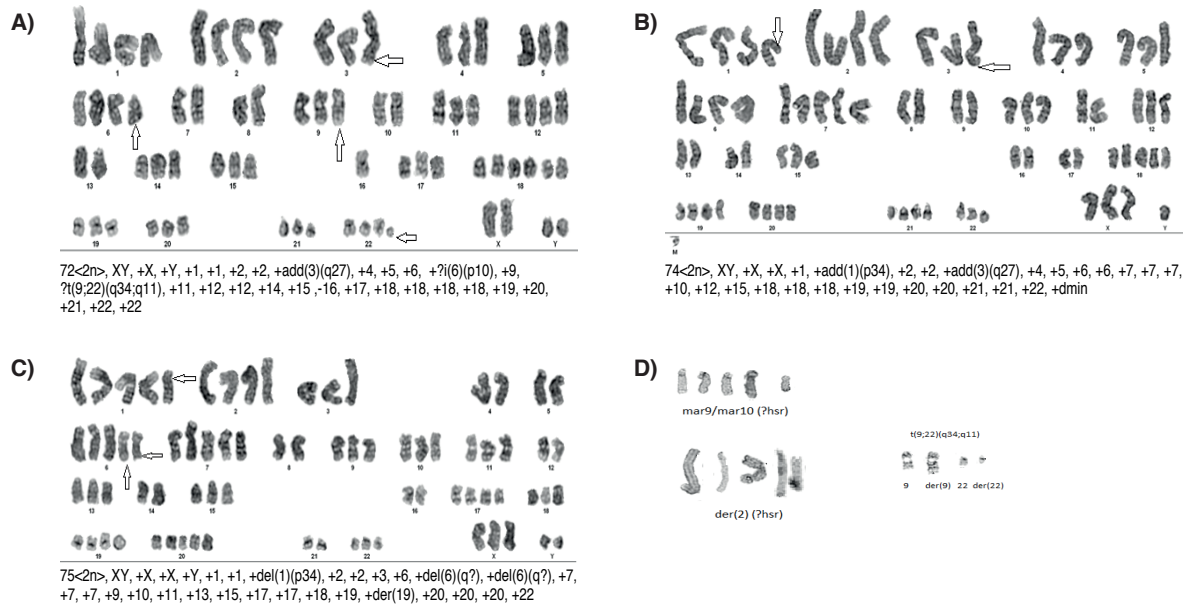 A)
1 2 3 4 5
6 7 8 9 10 11 12
13 14 15 16 17 18
19 20 21 22 X Y
72<2n>, XY, +X, +Y, +1, +1, +2, +2, +add(3)(q27), +4, +5, +6, +?i(6)(p10), +9,
?t(9;22)(q34;q11), +11, +12, +12, +14, +15 ,-16, +17, +18, +18, +18, +18, +19, +20,
+21, +22, +22
B)
1 2 3 4 5
6 7 8 9 10 11 12
13 14 15 16 17 18
19 20 21 22 X Y
M
74<2n>, XY, +X, +X, +1, +add(1)(p34), +2, +2, +add(3)(q27), +4, +5, +6, +6, +7, +7, +7,
+10, +12, +15, +18, +18, +18, +19, +19, +20, +20, +21, +21, +22, +dmin
C)
1 2 3 4 5
6 7 8 9 10 11 12
13 14 15 16 17 18
19 20 21 22 X Y
75<2n>, XY, +X, +X, +Y, +1, +1, +del(1)(p34), +2, +2, +3, +6, +del(6)(q?), +del(6)(q?), +7,
+7, +7, +9, +10, +11, +13, +15, +17, +17, +18, +19, +der(19), +20, +20, +20, +22
D)
mar9/mar10 (?hsr)
t(9;22)(q34;q11)
9 der(9) 22 der(22)
der(2) (?hsr)